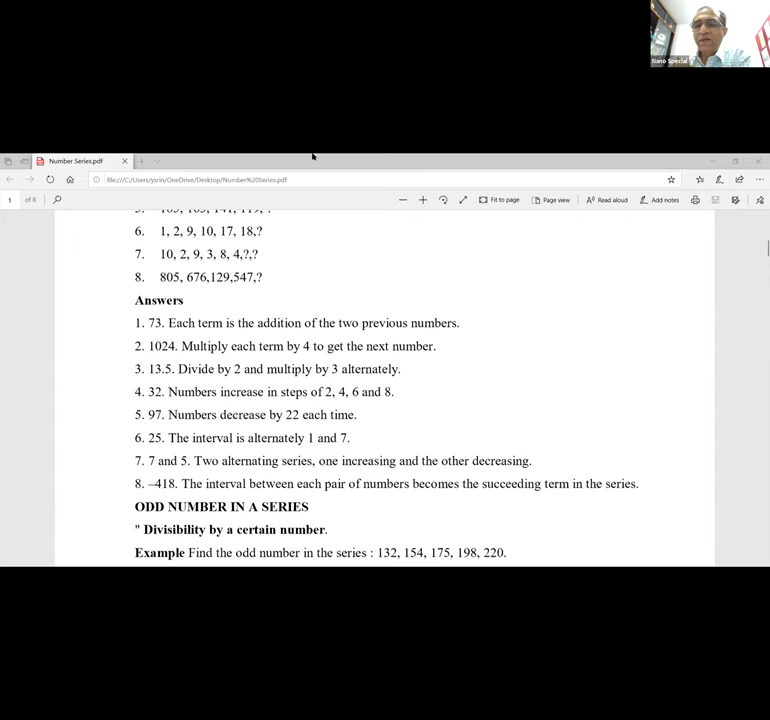 Nano Special
Number Series.pdf
file:///C:/Users/ysrin/OneDrive/Desktop/Number%20Series.pdf
1 of 8 Fit to page Page view Read aloud Add notes
6. 1, 2, 9, 10, 17, 18,?
7. 10, 2, 9, 3, 8, 4,?,?
8. 805, 676,129,547,?
Answers
1. 73. Each term is the addition of the two previous numbers.
2. 1024. Multiply each term by 4 to get the next number.
3. 13.5. Divide by 2 and multiply by 3 alternately.
4. 32. Numbers increase in steps of 2, 4, 6 and 8.
5. 97. Numbers decrease by 22 each time.
6. 25. The interval is alternately 1 and 7.
7. 7 and 5. Two alternating series, one increasing and the other decreasing.
8. –418. The interval between each pair of numbers becomes the succeeding term in the series.
ODD NUMBER IN A SERIES
" Divisibility by a certain number.
Example Find the odd number in the series : 132, 154, 175, 198, 220.